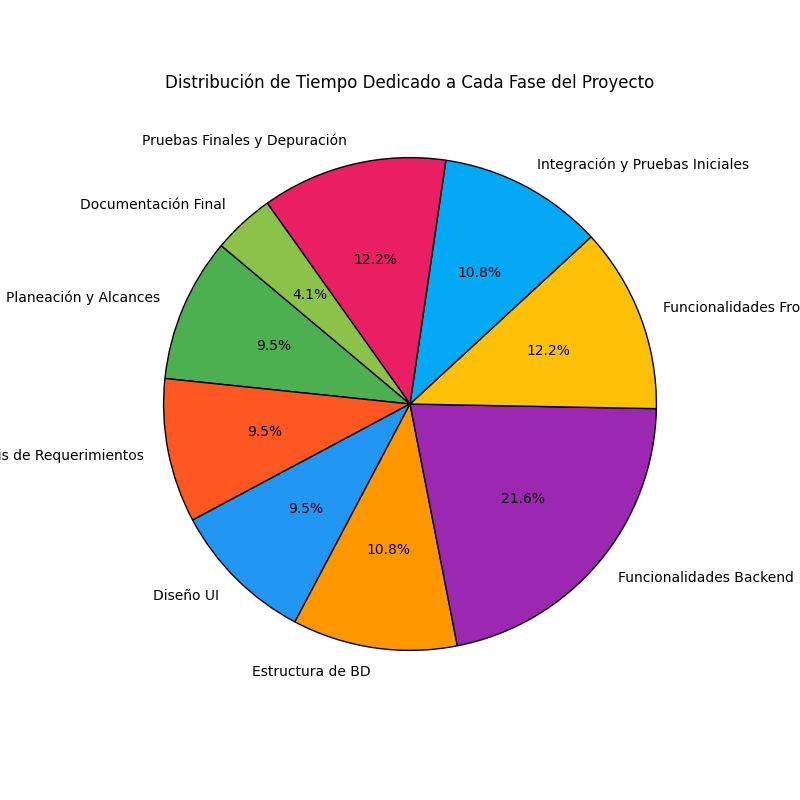 Distribución de Tiempo Dedicado a Cada Fase del Proyecto
Pruebas Finales y Depuración
Integración y Pruebas Iniciales
Documentación Final
12.2%
10.8%
4.1%
Planeación y Alcances
Funcionalidades
9.5%
12.2%
9.5%
de Requerimientos
21.6%
9.5%
10.8%
Funcionalidades Backend
Diseño UI
Estructura de BD